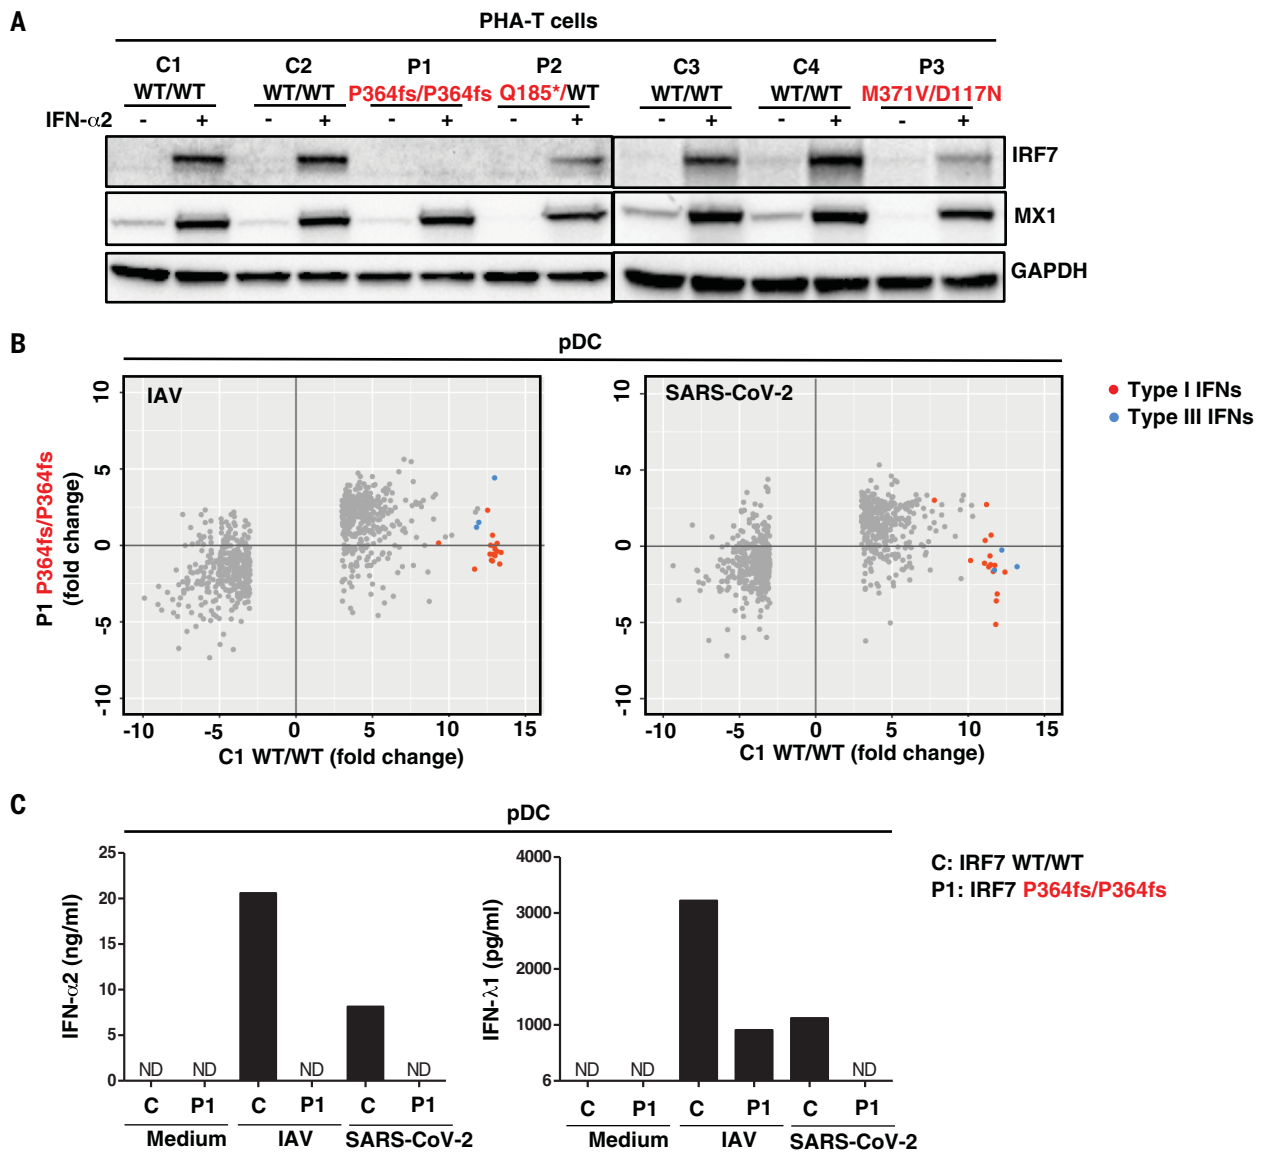 A
PHA-T cells
C1 C2 P1 P2 C3 C4 P3
WT/WT WT/WT P364fs/P364fs Q185*/WT WT/WT WT/WT M371V/D117N
IFN-α2 - + - + - + - + - + - + - +
IRF7
MX1
GAPDH
B
pDC
IAV
10
5
0
-5
-10
P1 P364fs/P364fs
(fold change)
-10 -5 0 5 10 15
C1 WT/WT (fold change)
SARS-CoV-2
10
5
0
-5
-10
-10 -5 0 5 10 15
C1 WT/WT (fold change)
Type I IFNs
Type III IFNs
C
pDC
IFN-α2 (ng/ml)
25
20
15
10
5
0
ND ND ND ND
C P1 C P1 C P1
Medium IAV SARS-CoV-2
IFN-λ1 (pg/ml)
4000
3000
2000
1000
6
ND ND ND
C P1 C P1 C P1
Medium IAV SARS-CoV-2
C: IRF7 WT/WT
P1: IRF7 P364fs/P364fs